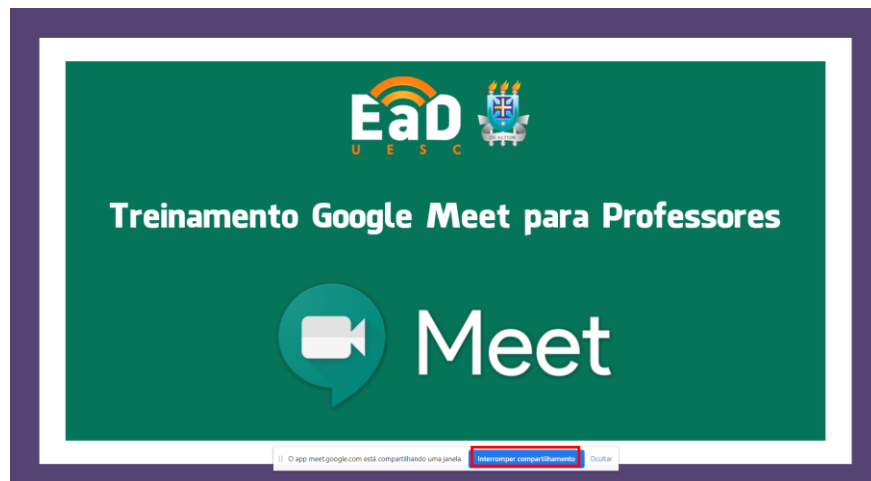 EaD
UESC
Treinamento Google Meet para Professores
Meet
O app meet.google.com está compartilhando uma janela. Interromper compartilhamento Ocultar